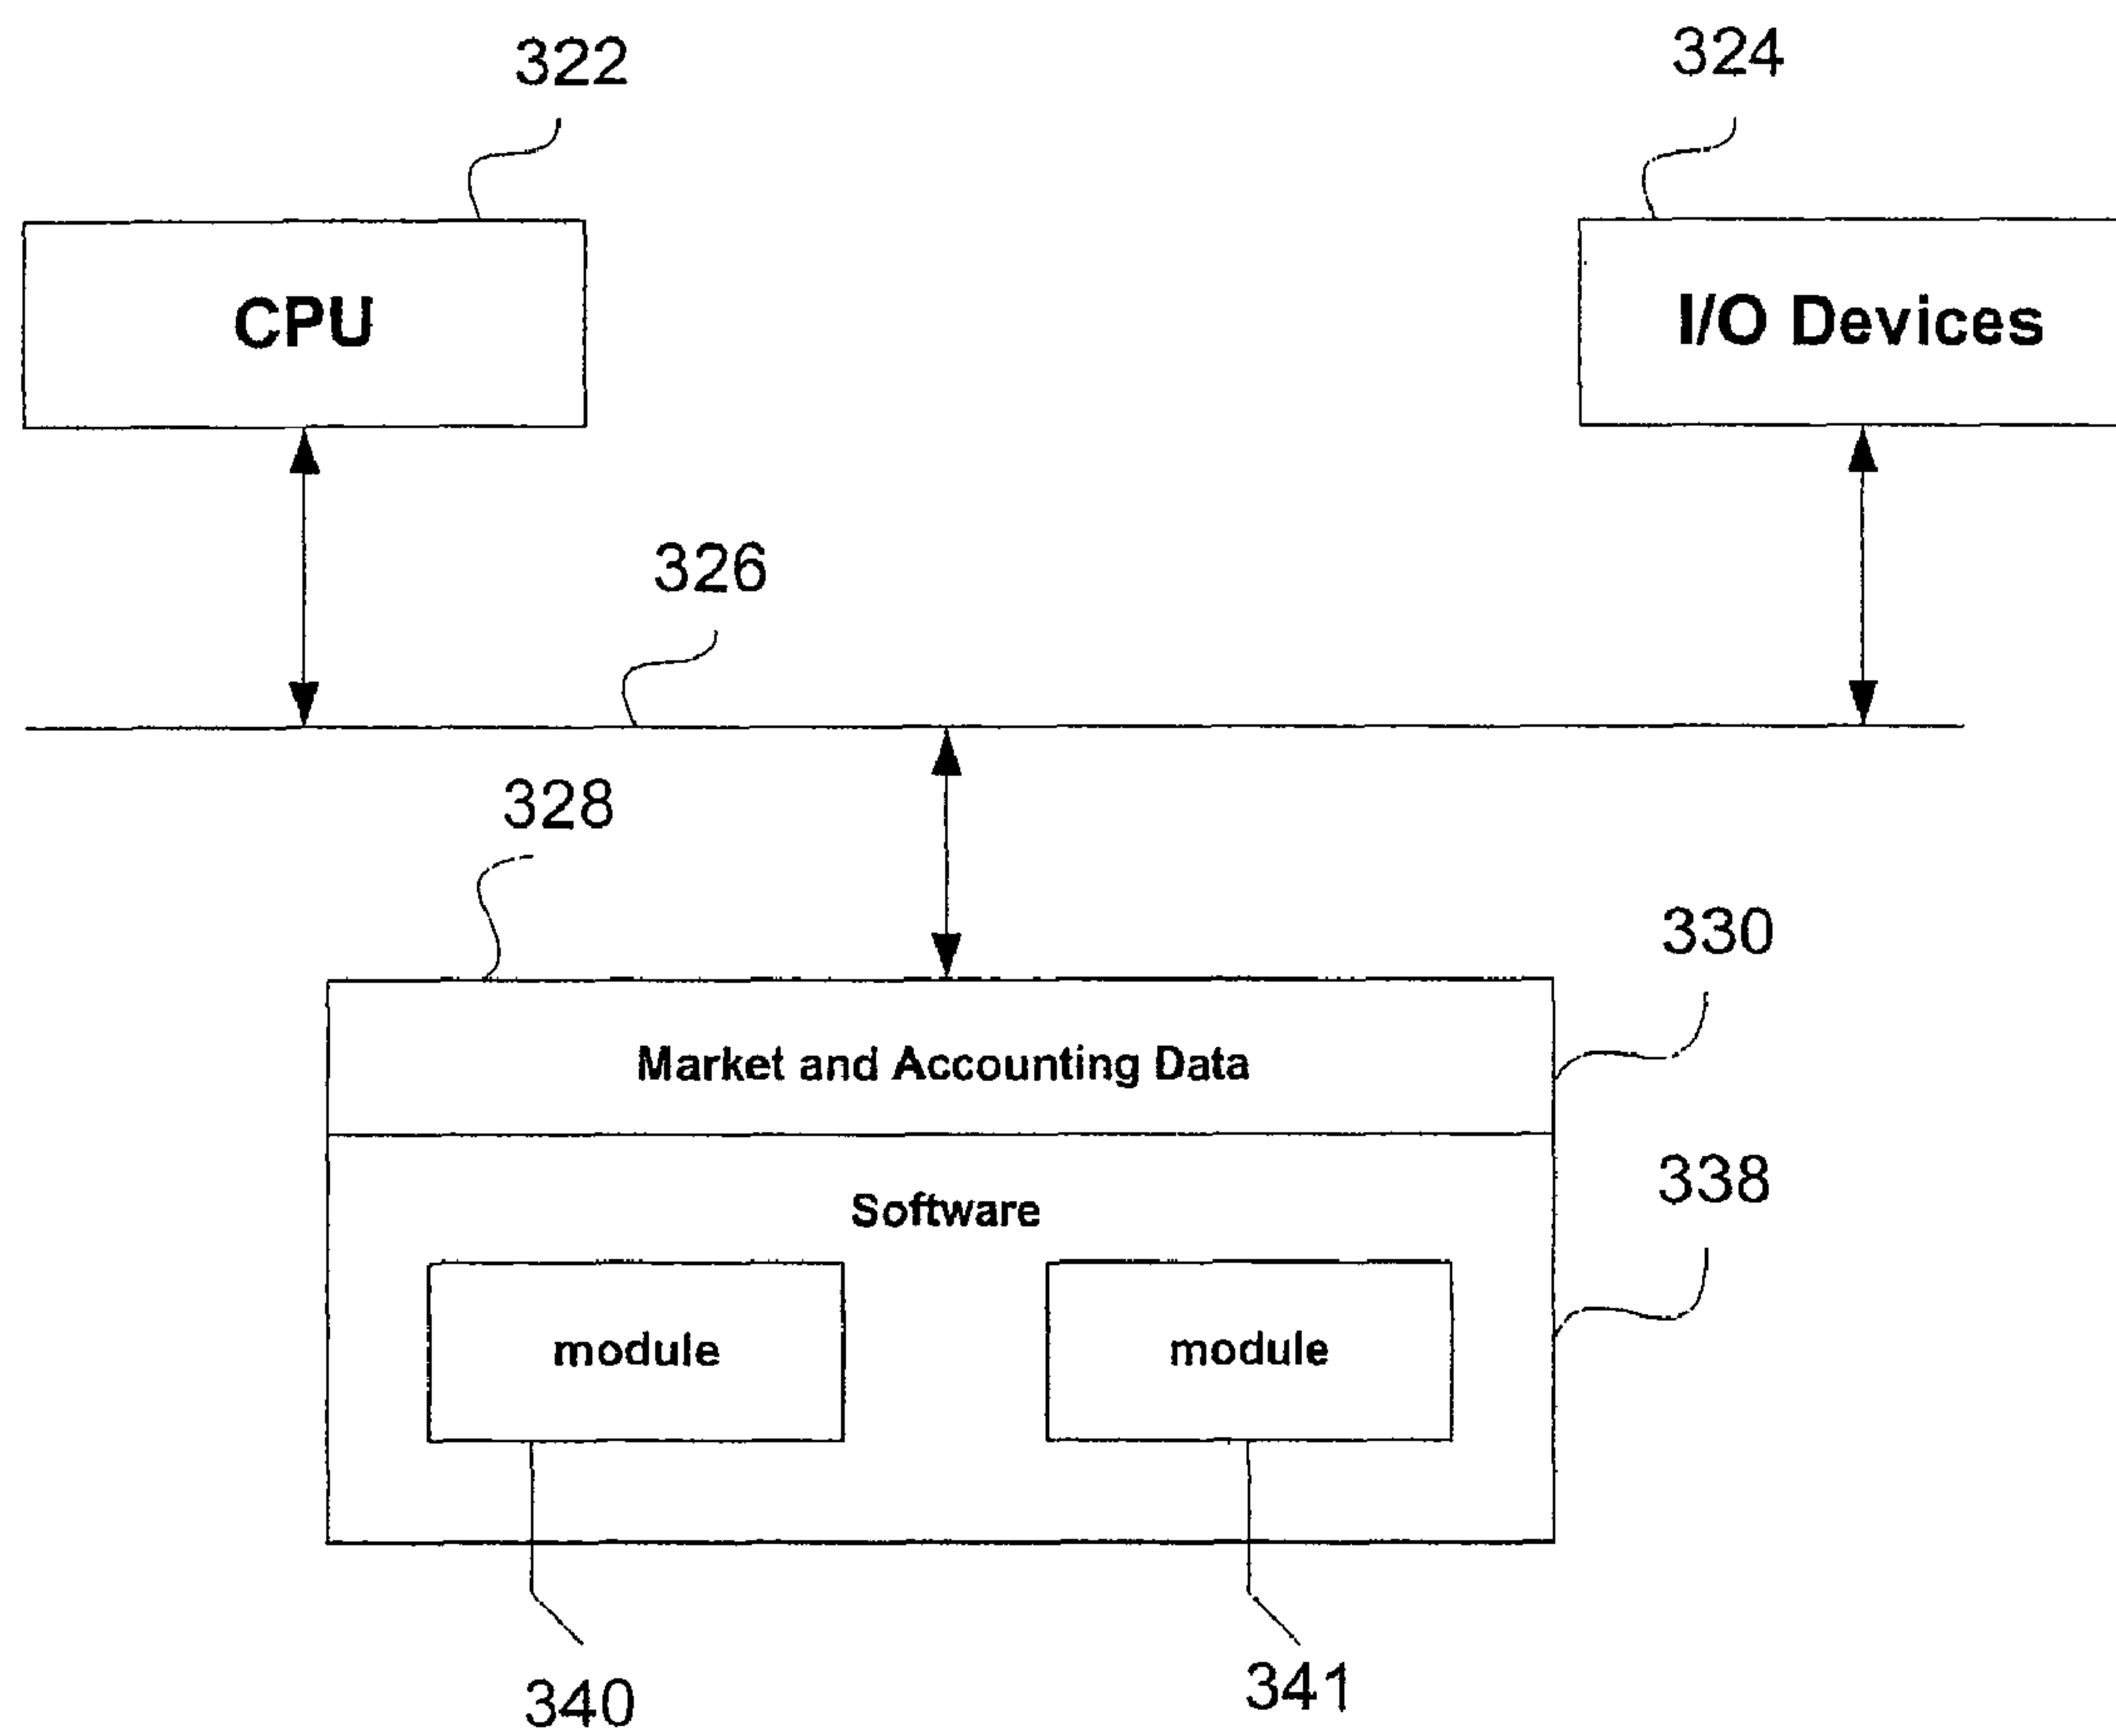 322
324
CPU
I/O Devices
326
328
330
Market and Accounting Data
338
Software
module
module
340
341